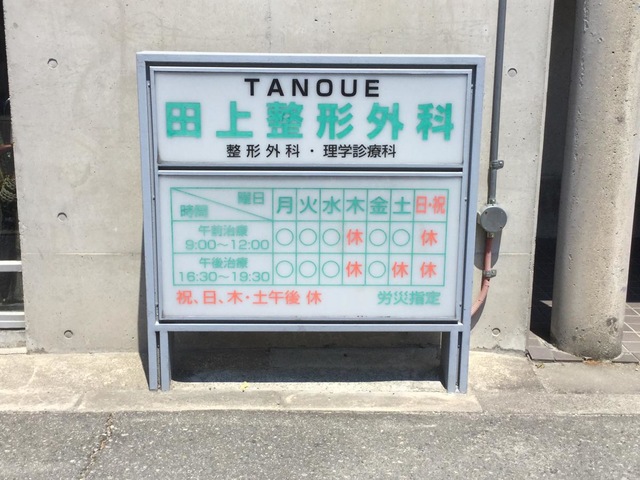 TANOUE
田上整形外科
整形外科・理学診療科
曜日 時間 月 火 水 木 金 土 日・祝
午前治療 9:00～12:00 ○ ○ ○ 休 ○ ○ 休
午後治療 16:30～19:30 ○ ○ ○ 休 ○ 休 休
祝、日、木・土午後 休 労災指定